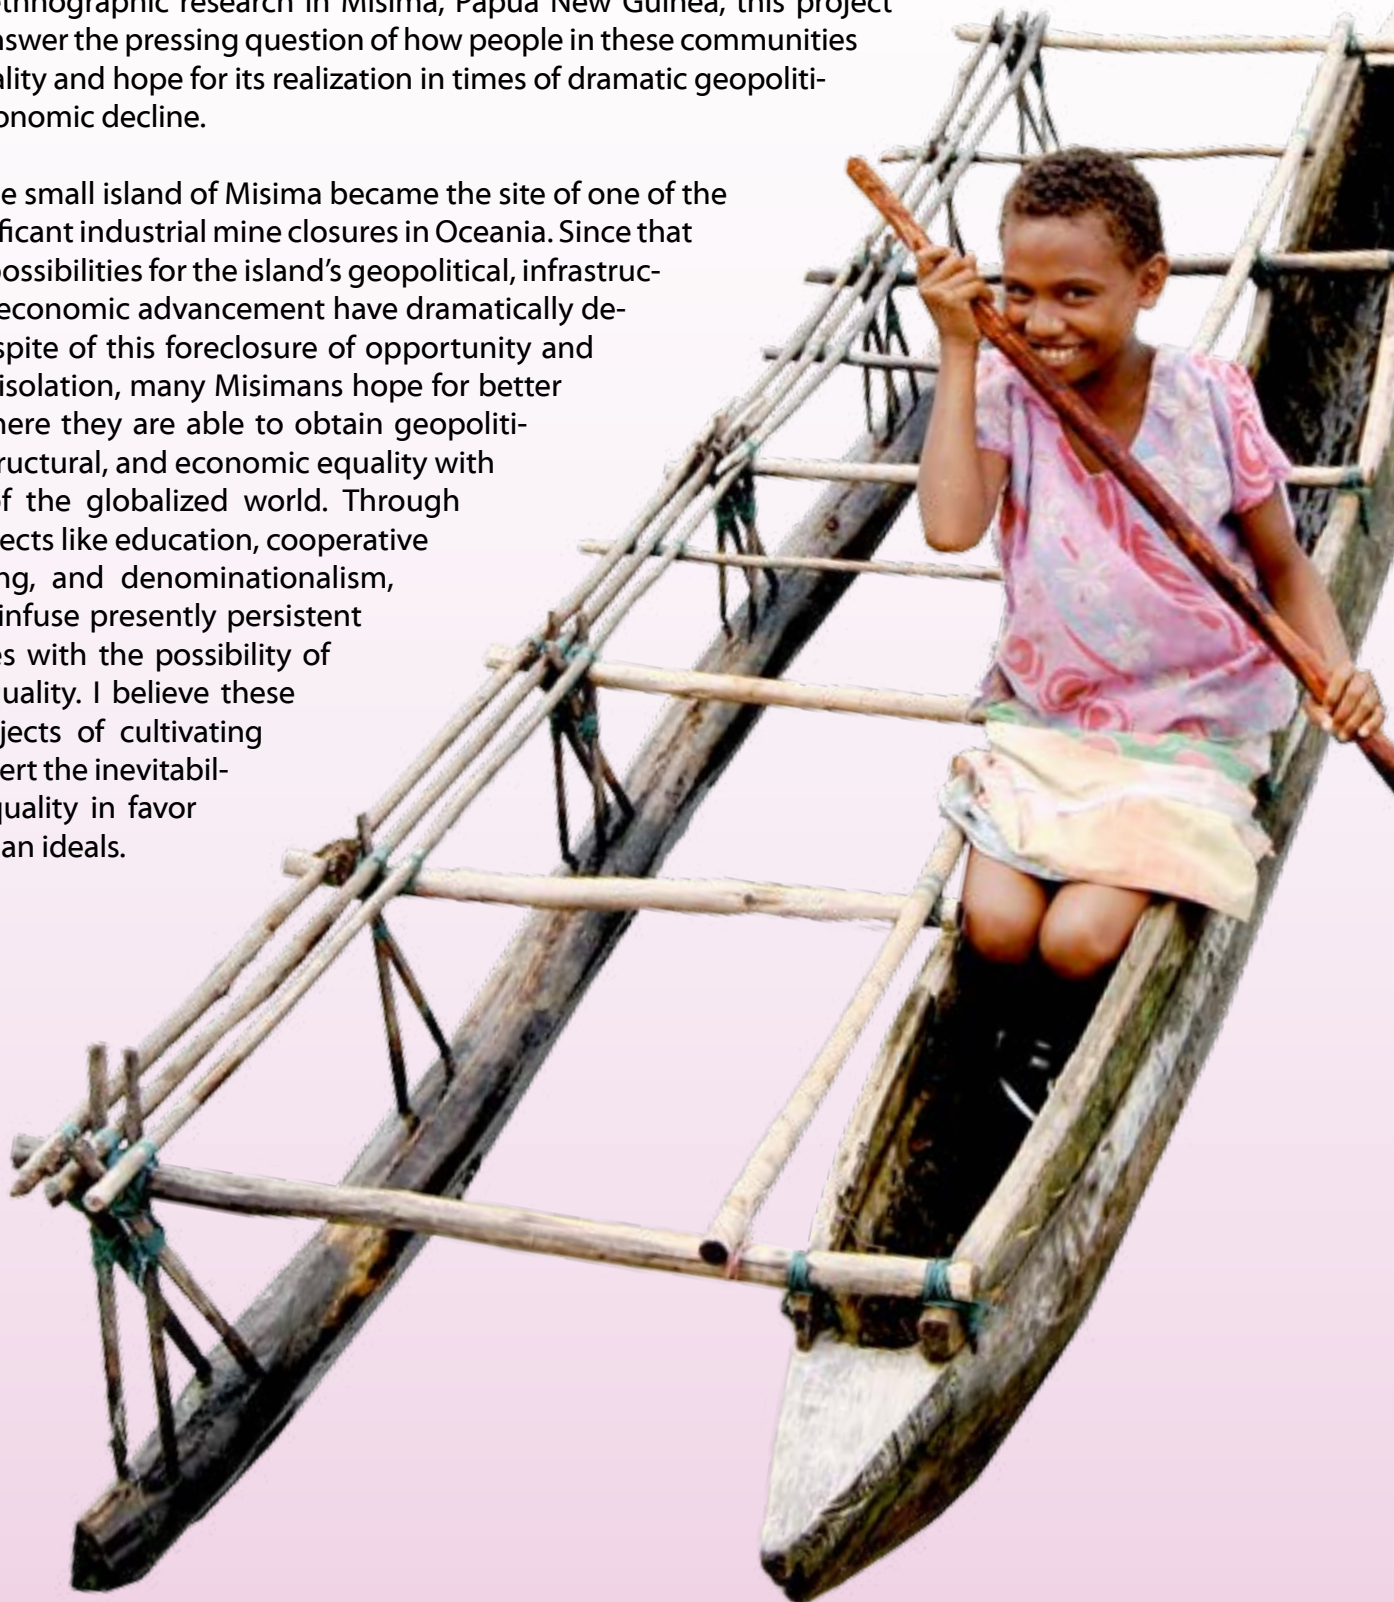 ethnographic research in Misima, Papua New Guinea, this project
nswer the pressing question of how people in these communities
ality and hope for its realization in times of dramatic geopoliti-
onomic decline.
e small island of Misima became the site of one of the
ficant industrial mine closures in Oceania. Since that
possibilities for the island’s geopolitical, infrastruc-
economic advancement have dramatically de-
spite of this foreclosure of opportunity and
isolation, many Misimans hope for better
here they are able to obtain geopoliti-
ructural, and economic equality with
of the globalized world. Through
ects like education, cooperative
ng, and denominationalism,
infuse presently persistent
es with the possibility of
uality. I believe these
jects of cultivating
ert the inevitabil-
quality in favor
an ideals.